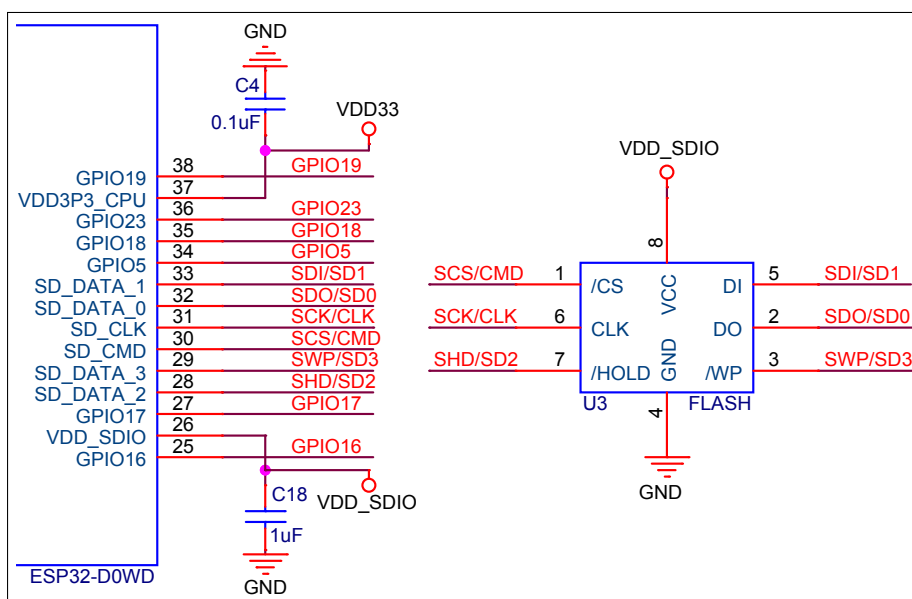 GND
C4
0.1uF
VDD33
GPIO19 38 GPIO19
VDD3P3_CPU 37
GPIO23 36 GPIO23
GPIO18 35 GPIO18
GPIO5 34 GPIO5
SD_DATA_1 33 SDI/SD1
SD_DATA_0 32 SDO/SD0
SD_CLK 31 SCK/CLK
SD_CMD 30 SCS/CMD
SD_DATA_3 29 SWP/SD3
SD_DATA_2 28 SHD/SD2
GPIO17 27 GPIO17
VDD_SDIO 26
GPIO16 25 GPIO16
VDD_SDIO
C18
1uF
GND
ESP32-D0WD
VDD_SDIO
8
VCC
SCS/CMD 1 /CS DI 5 SDI/SD1
SCK/CLK 6 CLK DO 2 SDO/SD0
SHD/SD2 7 /HOLD /WP 3 SWP/SD3
GND
U3 FLASH
4
GND